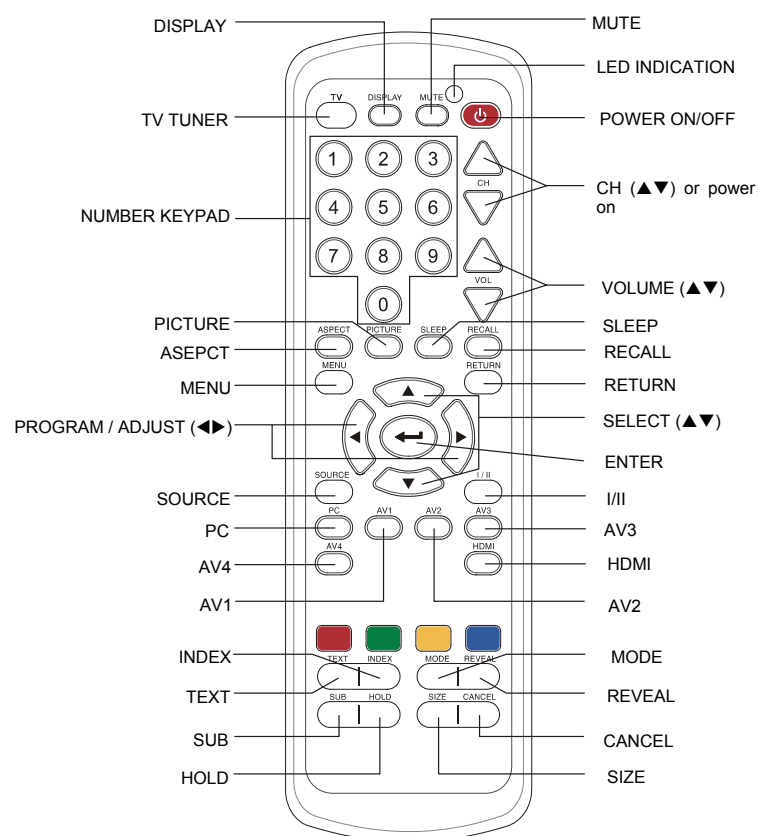 DISPLAY
MUTE
LED INDICATION
TV DISPLAY MUTE
TV TUNER
POWER ON/OFF
1 2 3
CH
CH (▲▼) or power
on
NUMBER KEYPAD
4 5 6
7 8 9
VOL
VOLUME (▲▼)
0
PICTURE
SLEEP
ASPECT PICTURE SLEEP RECALL
ASEPCT
RECALL
MENU RETURN
MENU
RETURN
▲
SELECT (▲▼)
PROGRAM / ADJUST (◀▶)
◀ ▶
ENTER
▼
SOURCE I / II
SOURCE
I/II
PC AV1 AV2 AV3
PC
AV3
AV4 HDMI
AV4
HDMI
AV1
AV2
TEXT INDEX MODE REVEAL
INDEX
MODE
TEXT
REVEAL
SUB HOLD SIZE CANCEL
SUB
CANCEL
HOLD
SIZE